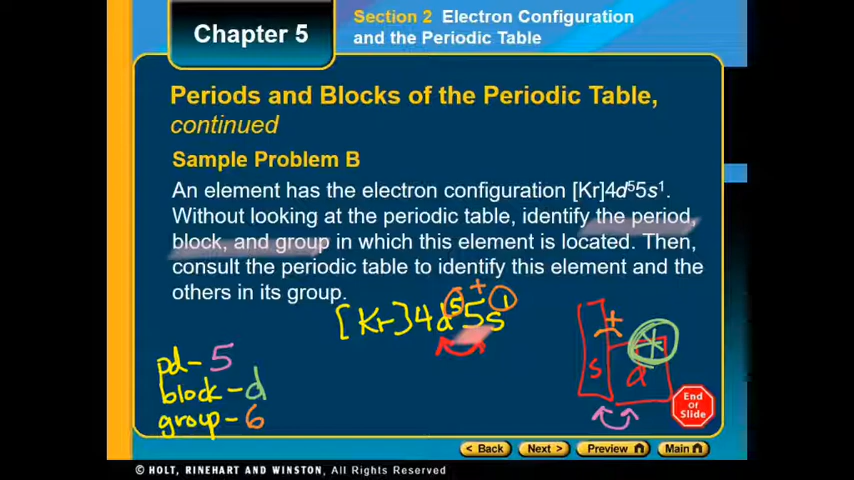 Chapter 5
Section 2 Electron Configuration
and the Periodic Table
Periods and Blocks of the Periodic Table,
continued
Sample Problem B
An element has the electron configuration [Kr]4d⁵5s¹.
Without looking at the periodic table, identify the period,
block, and group in which this element is located. Then,
consult the periodic table to identify this element and the
others in its group.
[Kr]4d⁵5s¹
+
pd-5
block-d
group-6
+
s d
End
of
Slide
< Back Next > Preview Main
© HOLT, RINEHART AND WINSTON, All Rights Reserved